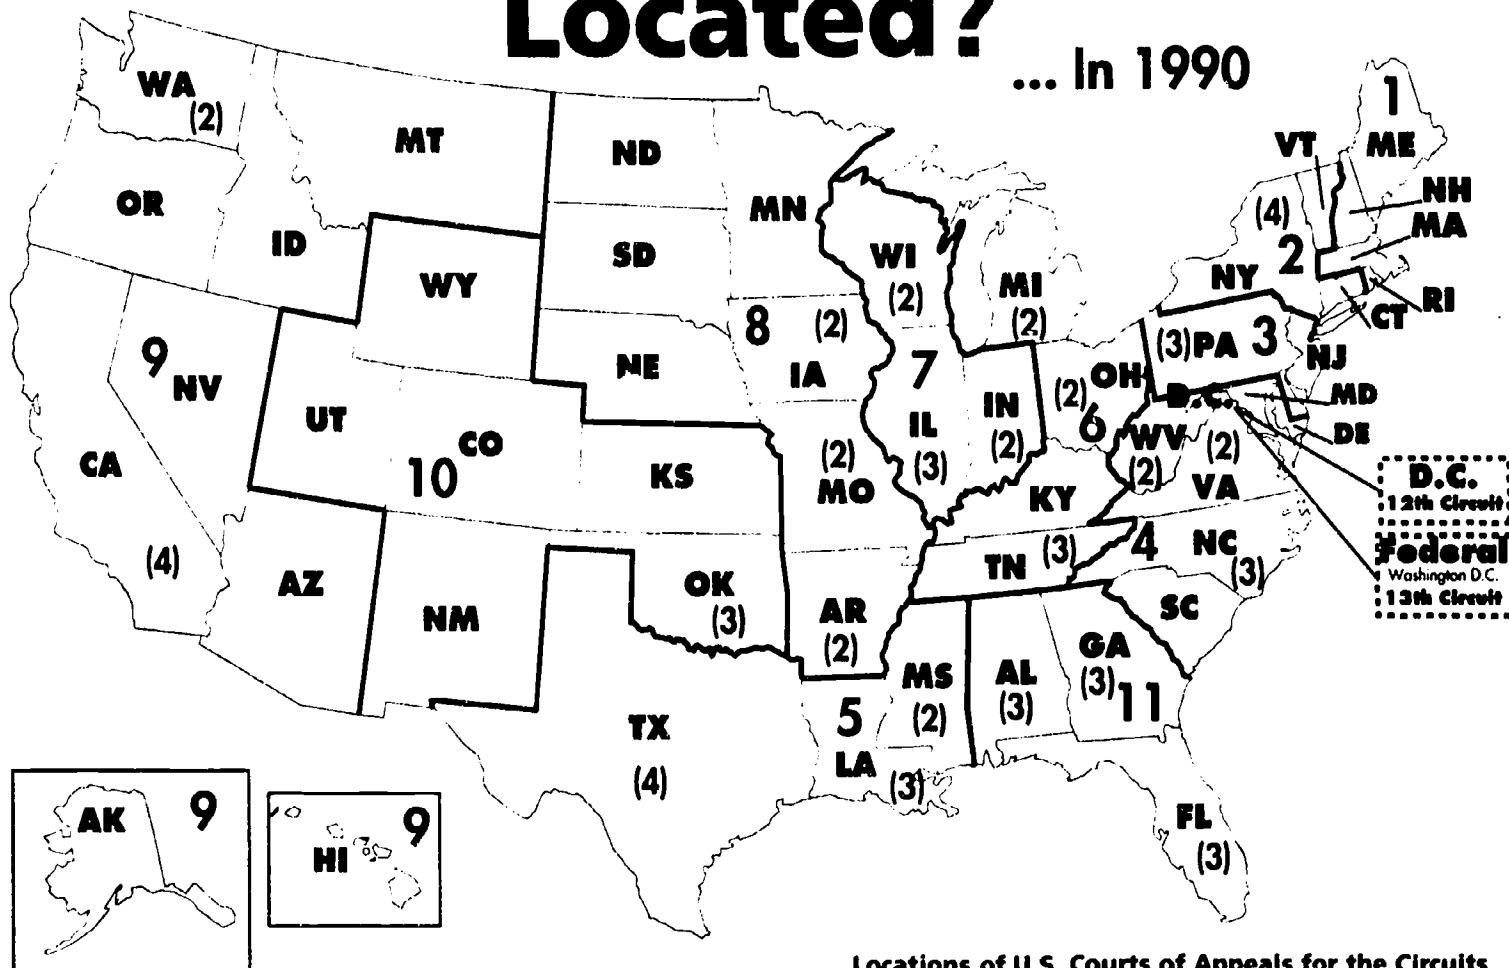 Located?
... In 1990
WA
(2)
MT
ND
MN
OR
ID
WY
SD
WI
(2)
MI
(2)
1
ME
VT
NH
MA
(4)
2
NY
RI
CT
9
NV
8
(2)
IA
NE
7
IL
(3)
IN
(2)
OH
(2)
6
(3)
PA
3
NJ
D.C.
MD
DE
UT
CO
10
CA
(4)
KS
(2)
MO
KY
WV
(2)
(2)
VA
D.C.
12th Circuit
Federal
Washington D.C.
13th Circuit
AZ
NM
OK
(3)
AR
(2)
TN
(3)
4
NC
(3)
SC
TX
(4)
5
LA
(3)
MS
(2)
AL
(3)
GA
(3)
11
FL
(3)
AK
9
HI
9
Locations of U.S. Courts of Appeals for the Circuits